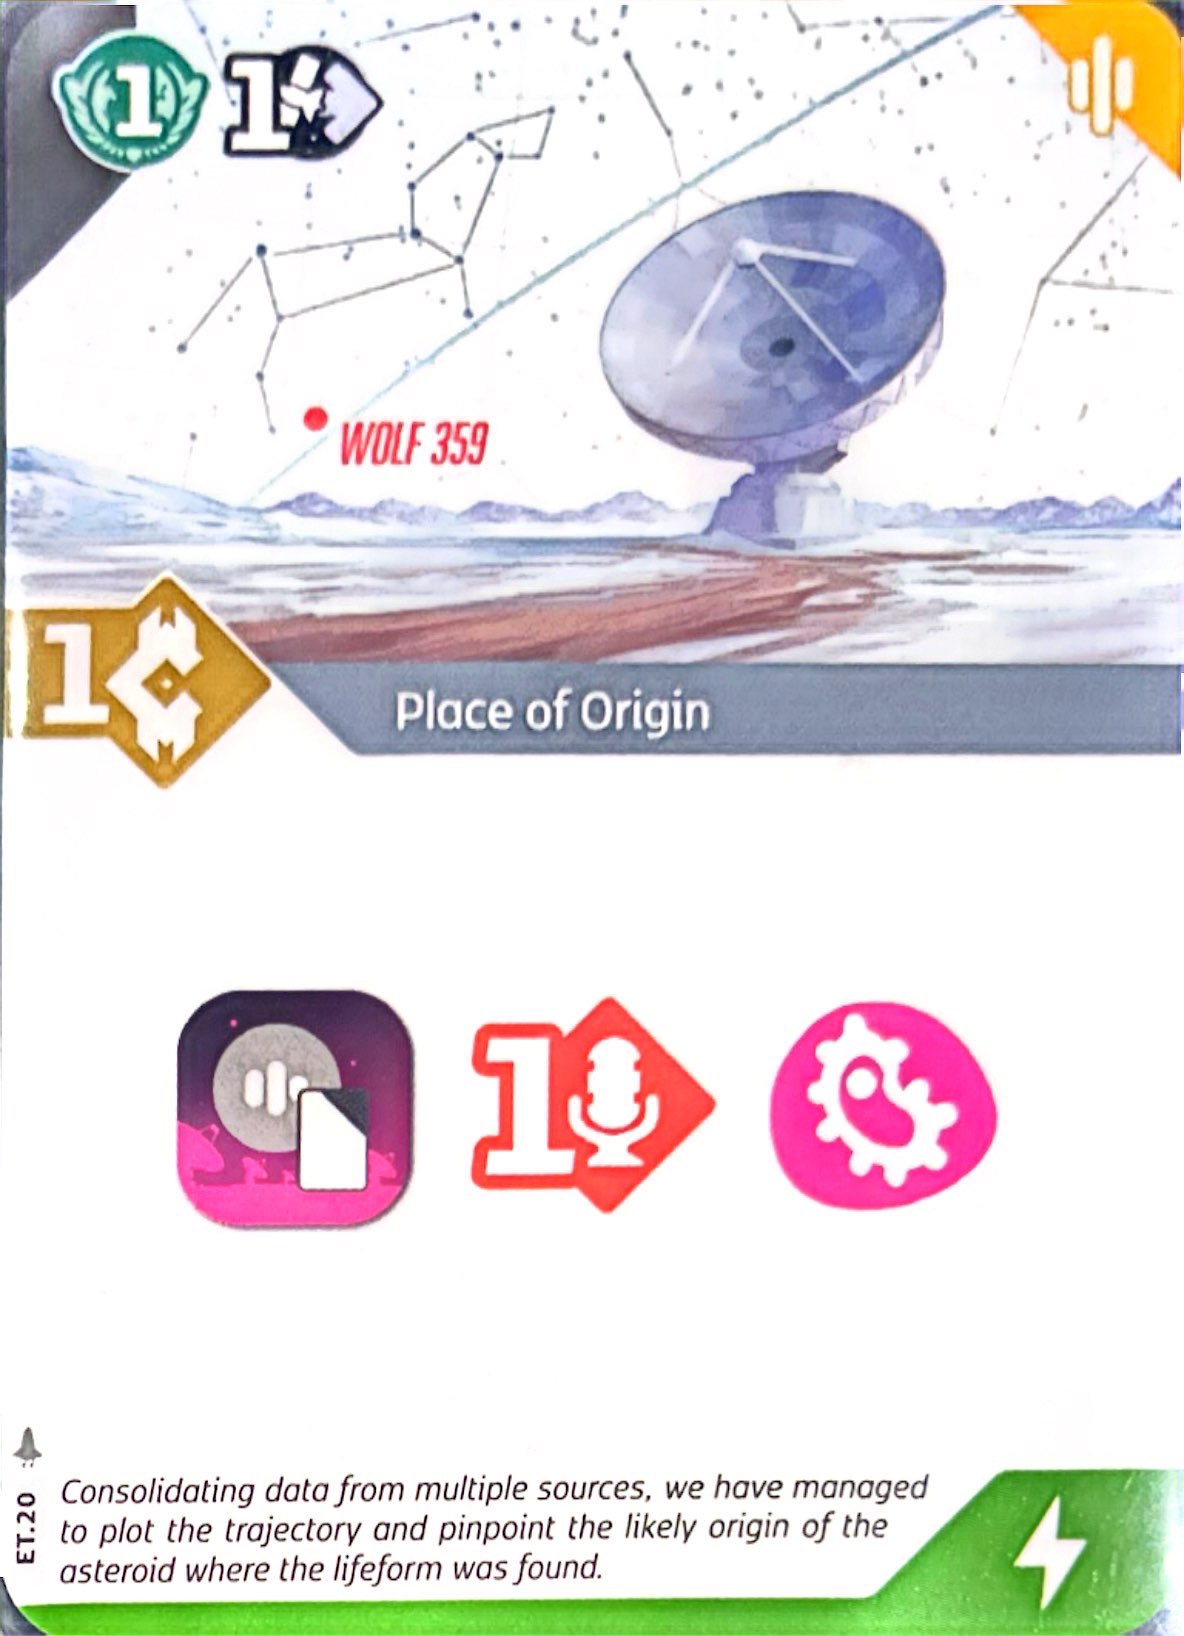 1 1
WOLF 359
1
Place of Origin
1
ET.20
Consolidating data from multiple sources, we have managed
to plot the trajectory and pinpoint the likely origin of the
asteroid where the lifeform was found.